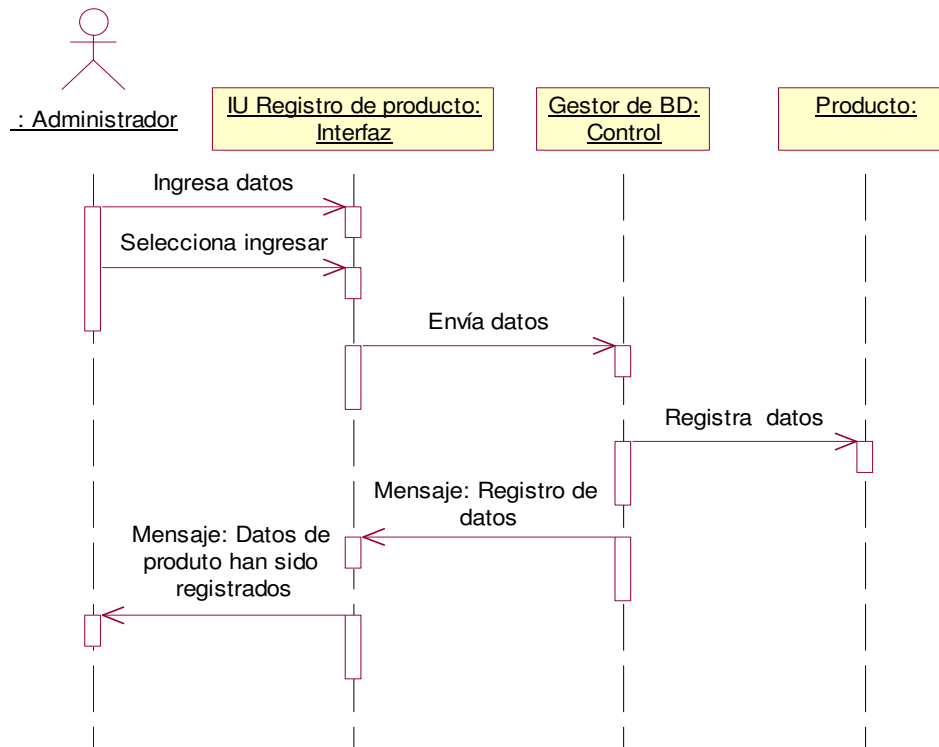 : Administrador
IU Registro de producto:
Interfaz
Gestor de BD:
Control
Producto:
Ingresa datos
Selecciona ingresar
Envía datos
Registra datos
Mensaje: Registro de
datos
Mensaje: Datos de
produto han sido
registrados